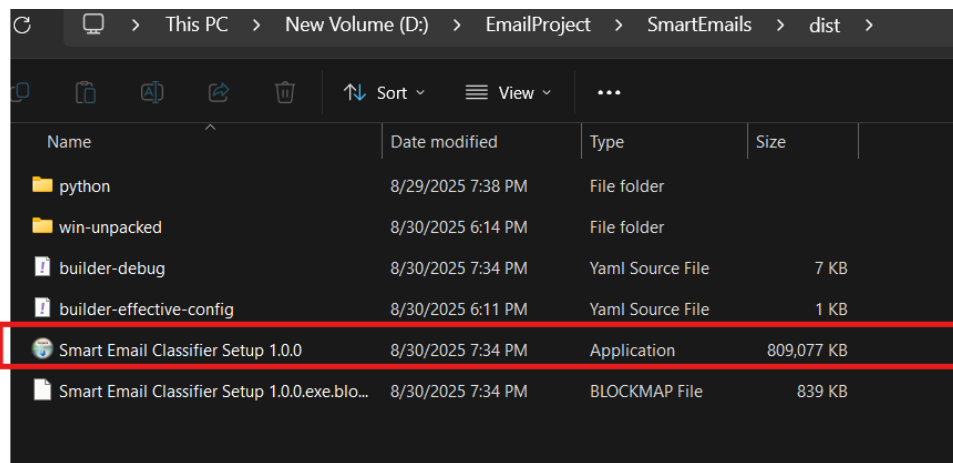 This PC > New Volume (D:) > EmailProject > SmartEmails > dist >
Sort View ...
Name Date modified Type Size
python 8/29/2025 7:38 PM File folder
win-unpacked 8/30/2025 6:14 PM File folder
builder-debug 8/30/2025 7:34 PM Yaml Source File 7 KB
builder-effective-config 8/30/2025 6:11 PM Yaml Source File 1 KB
Smart Email Classifier Setup 1.0.0 8/30/2025 7:34 PM Application 809,077 KB
Smart Email Classifier Setup 1.0.0.exe.blo... 8/30/2025 7:34 PM BLOCKMAP File 839 KB